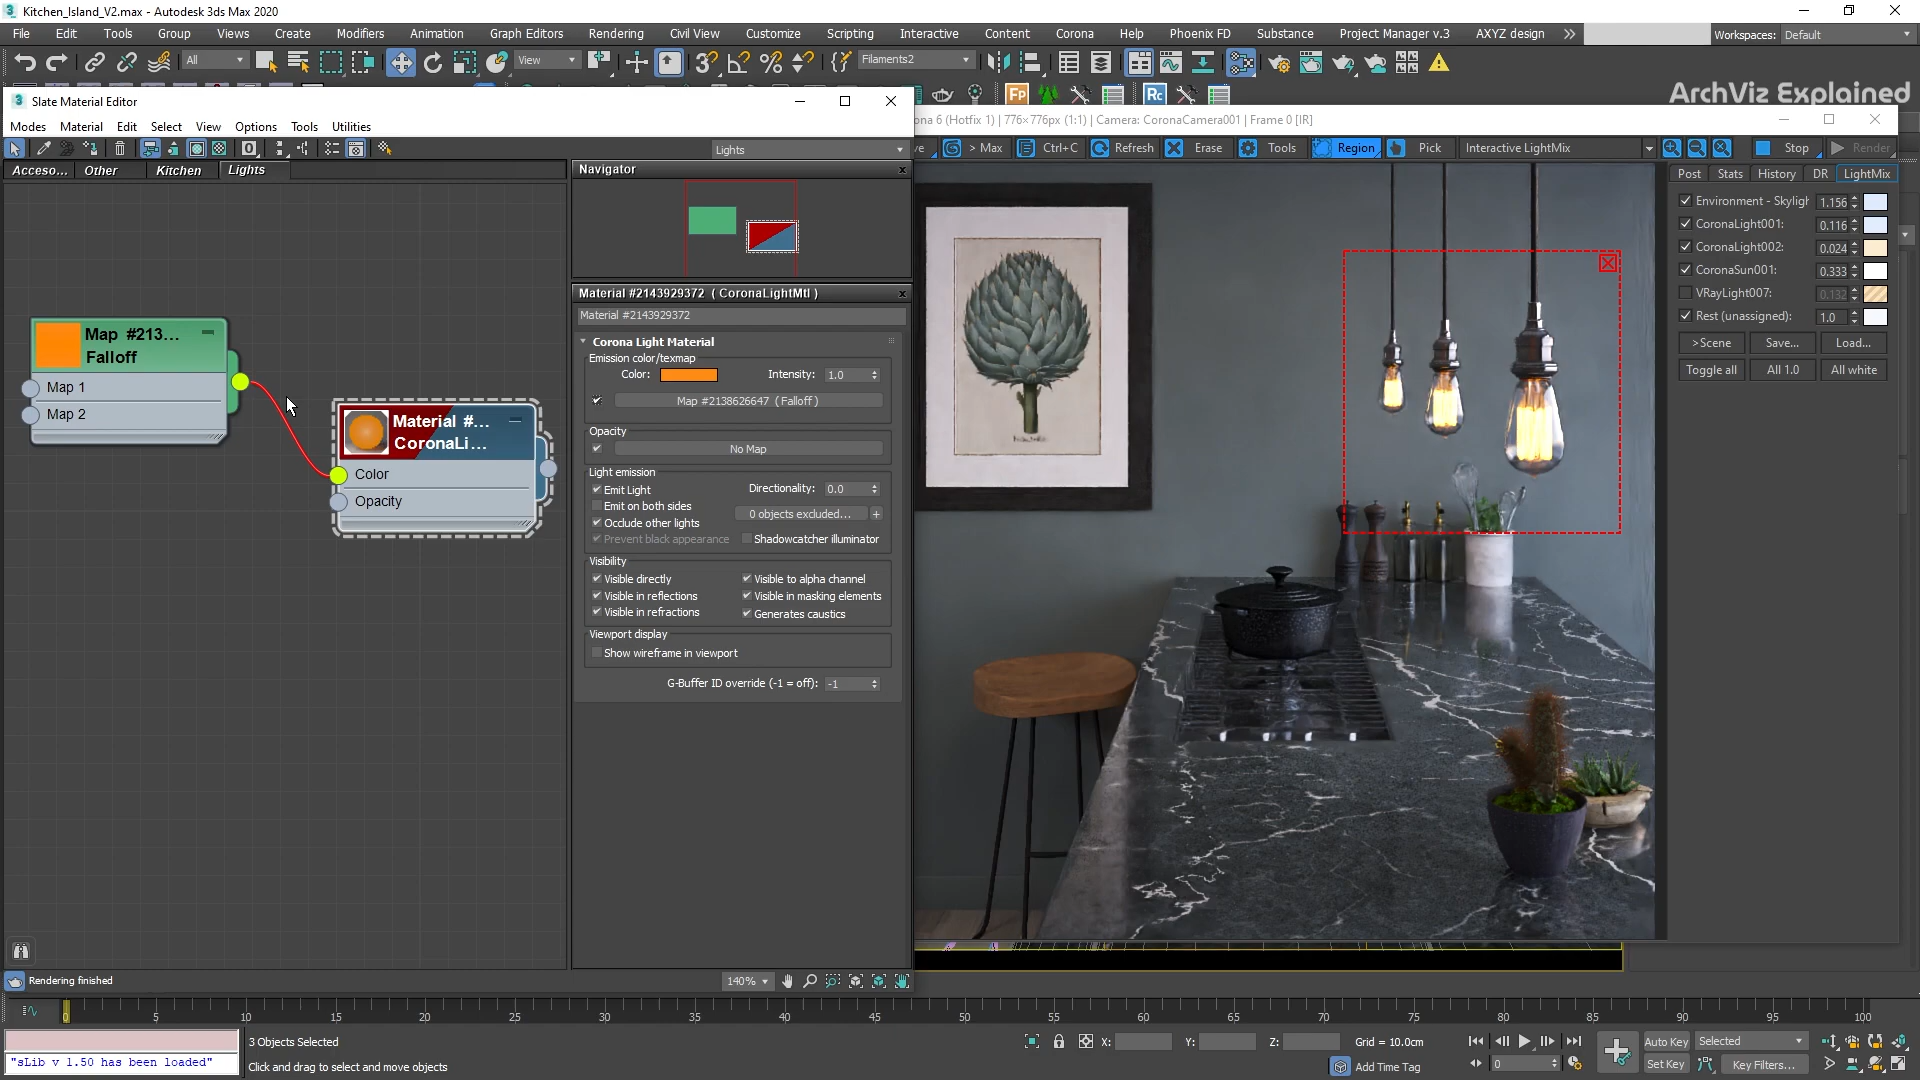 Kitchen_Island_V2.max - Autodesk 3ds Max 2020
File Edit Tools Group Views Create Modifiers Animation Graph Editors Rendering Civil View Customize Scripting Interactive Content Corona Help Phoenix FD Substance Project Manager v.3 AXYZ design Workspaces: Default
All View Filaments2
ArchViz Explained
Slate Material Editor
Modes Material Edit Select View Options Tools Utilities
Lights
Acceso... Other Kitchen Lights
Map #213...
Falloff
Map 1
Map 2
Material #...
CoronaLi...
Color
Opacity
Navigator
Material #2143929372 ( CoronaLightMtl )
Material #2143929372
Corona Light Material
Emission color/texmap
Color: Intensity: 1.0
Map #2138626647 ( Falloff )
Opacity
No Map
Light emission
Emit Light Directionality: 0.0
Emit on both sides 0 objects excluded... +
Occlude other lights
Prevent black appearance Shadowcatcher illuminator
Visibility
Visible directly Visible to alpha channel
Visible in reflections Visible in masking elements
Visible in refractions Generates caustics
Viewport display
Show wireframe in viewport
G-Buffer ID override (-1 = off): -1
ona 6 (Hotfix 1) | 776×776px (1:1) | Camera: CoronaCamera001 | Frame 0 [IR]
ve > Max Ctrl+C Refresh Erase Tools Region Pick Interactive LightMix Stop Render
Post Stats History DR LightMix
Environment - Skyligh 1.156
CoronaLight001: 0.116
CoronaLight002: 0.024
CoronaSun001: 0.333
VRayLight007: 0.132
Rest (unassigned): 1.0
>Scene Save... Load...
Toggle all All 1.0 All white
Rendering finished
140%
0 5 10 15 20 25 30 35 40 45 50 55 60 65 70 75 80 85 90 95 100
3 Objects Selected
X: Y: Z: Grid = 10.0cm
Auto Key Selected
"sLib v 1.50 has been loaded"
Click and drag to select and move objects
Add Time Tag
0
Set Key Key Filters...